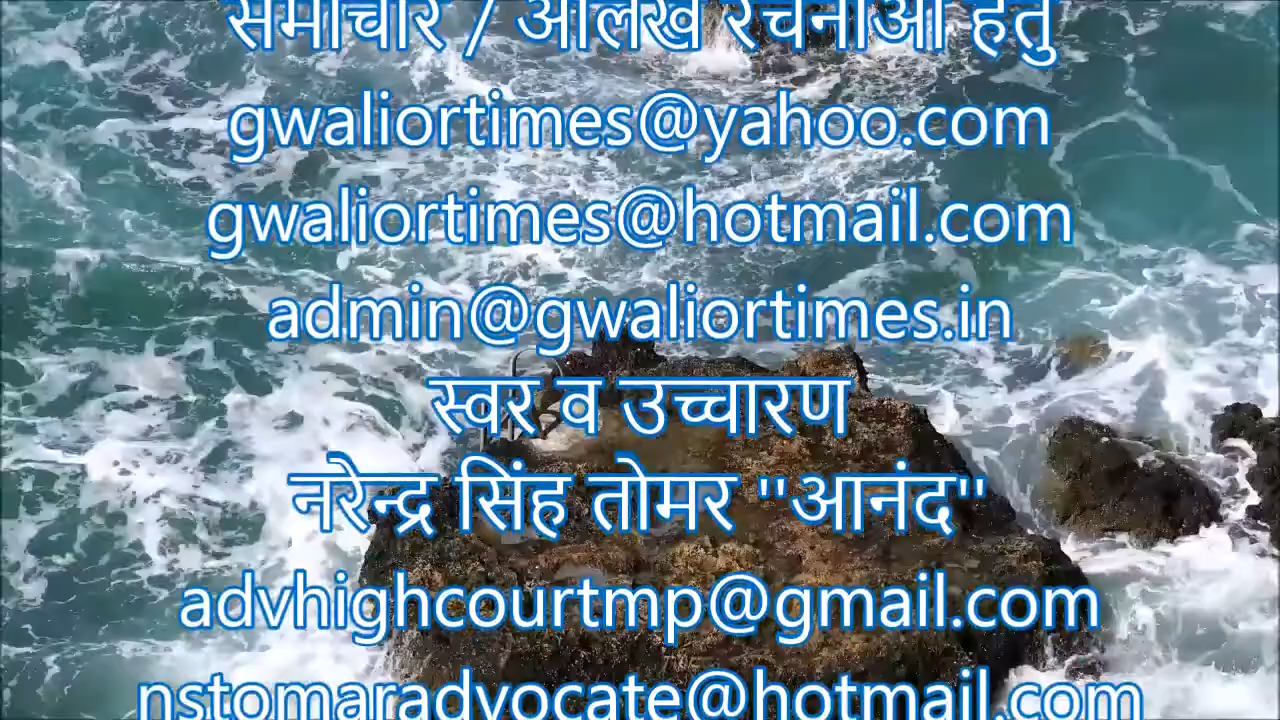 समाचार / आलेख रचनाओं हेतु
gwaliortimes@yahoo.com
gwaliortimes@hotmail.com
admin@gwaliortimes.in
स्वर व उच्चारण
नरेन्द्र सिंह तोमर "आनंद"
advhighcourtmp@gmail.com
nstomaradvocate@hotmail.com